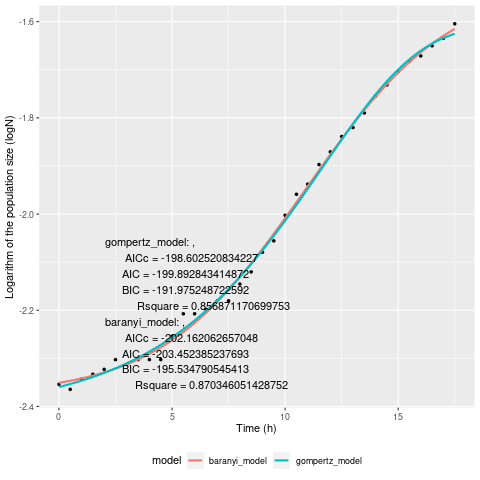 -1.6
-1.8
-2.0
-2.2
-2.4
Logarithm of the population size (logN)
gompertz_model: ,
AICc = -198.602520834227
AIC = -199.892843414872
BIC = -191.975248722592
Rsquare = 0.856871170699753
baranyi_model: ,
AICc = -202.162062657048
AIC = -203.452385237693
BIC = -195.534790545413
Rsquare = 0.870346051428752
0 5 10 15
Time (h)
model baranyi_model gompertz_model